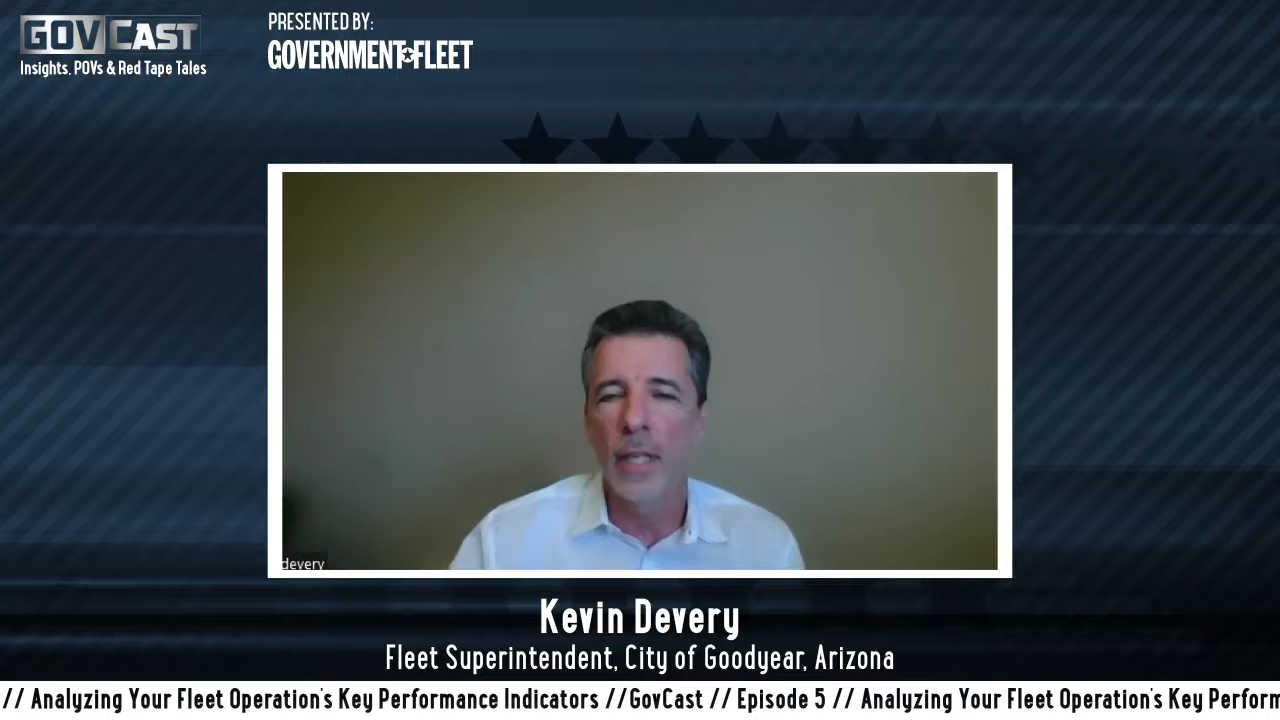 GOVCAST
Insights, POVs & Red Tape Tales
PRESENTED BY:
GOVERNMENT FLEET
devery
Kevin Devery
Fleet Superintendent, City of Goodyear, Arizona
// Analyzing Your Fleet Operation's Key Performance Indicators //GovCast // Episode 5 // Analyzing Your Fleet Operation's Key Perform